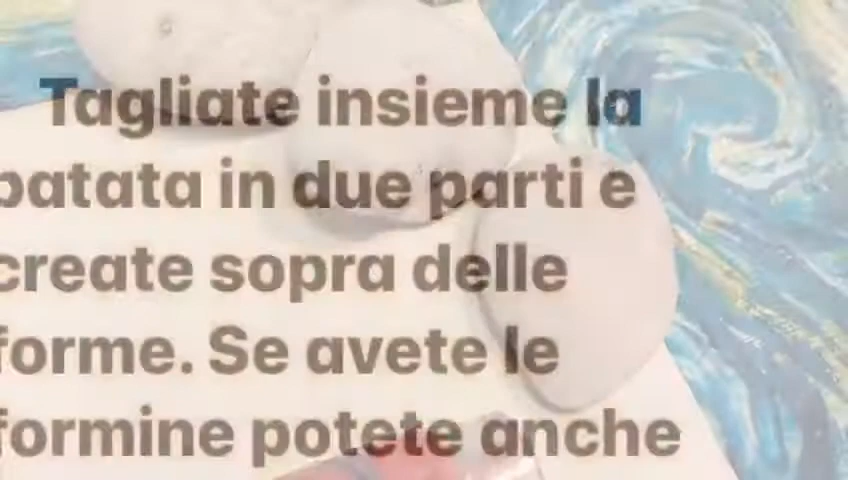 Tagliate insieme la
patata in due parti e
create sopra delle
forme. Se avete le
formine potete anche